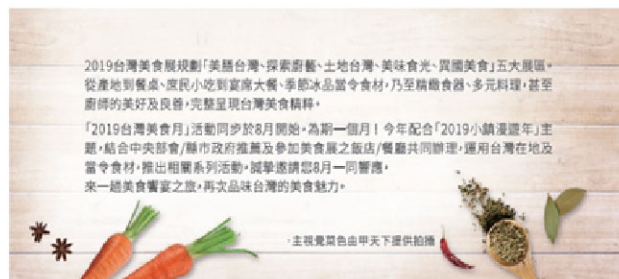 2019台灣美食展規劃「美膳台灣、探索廚藝、土地台灣、美味食光、異國美食」五大展區，
從產地到餐桌、庶民小吃到宴席大餐、季節冰品當令食材，乃至精緻食器、多元料理，甚至
廚師的美好及良善，完整呈現台灣美食精粹。
「2019台灣美食月」活動同步於8月開始，為期一個月！今年配合「2019小鎮漫遊年」主
題，結合中央部會/縣市政府推薦及參加美食展之飯店/餐廳共同辦理，運用台灣在地及
當令食材，推出相關系列活動，誠摯邀請您8月一同響應，
來一趟美食饗宴之旅，再次品味台灣的美食魅力。
·主視覺菜色由甲天下提供拍攝